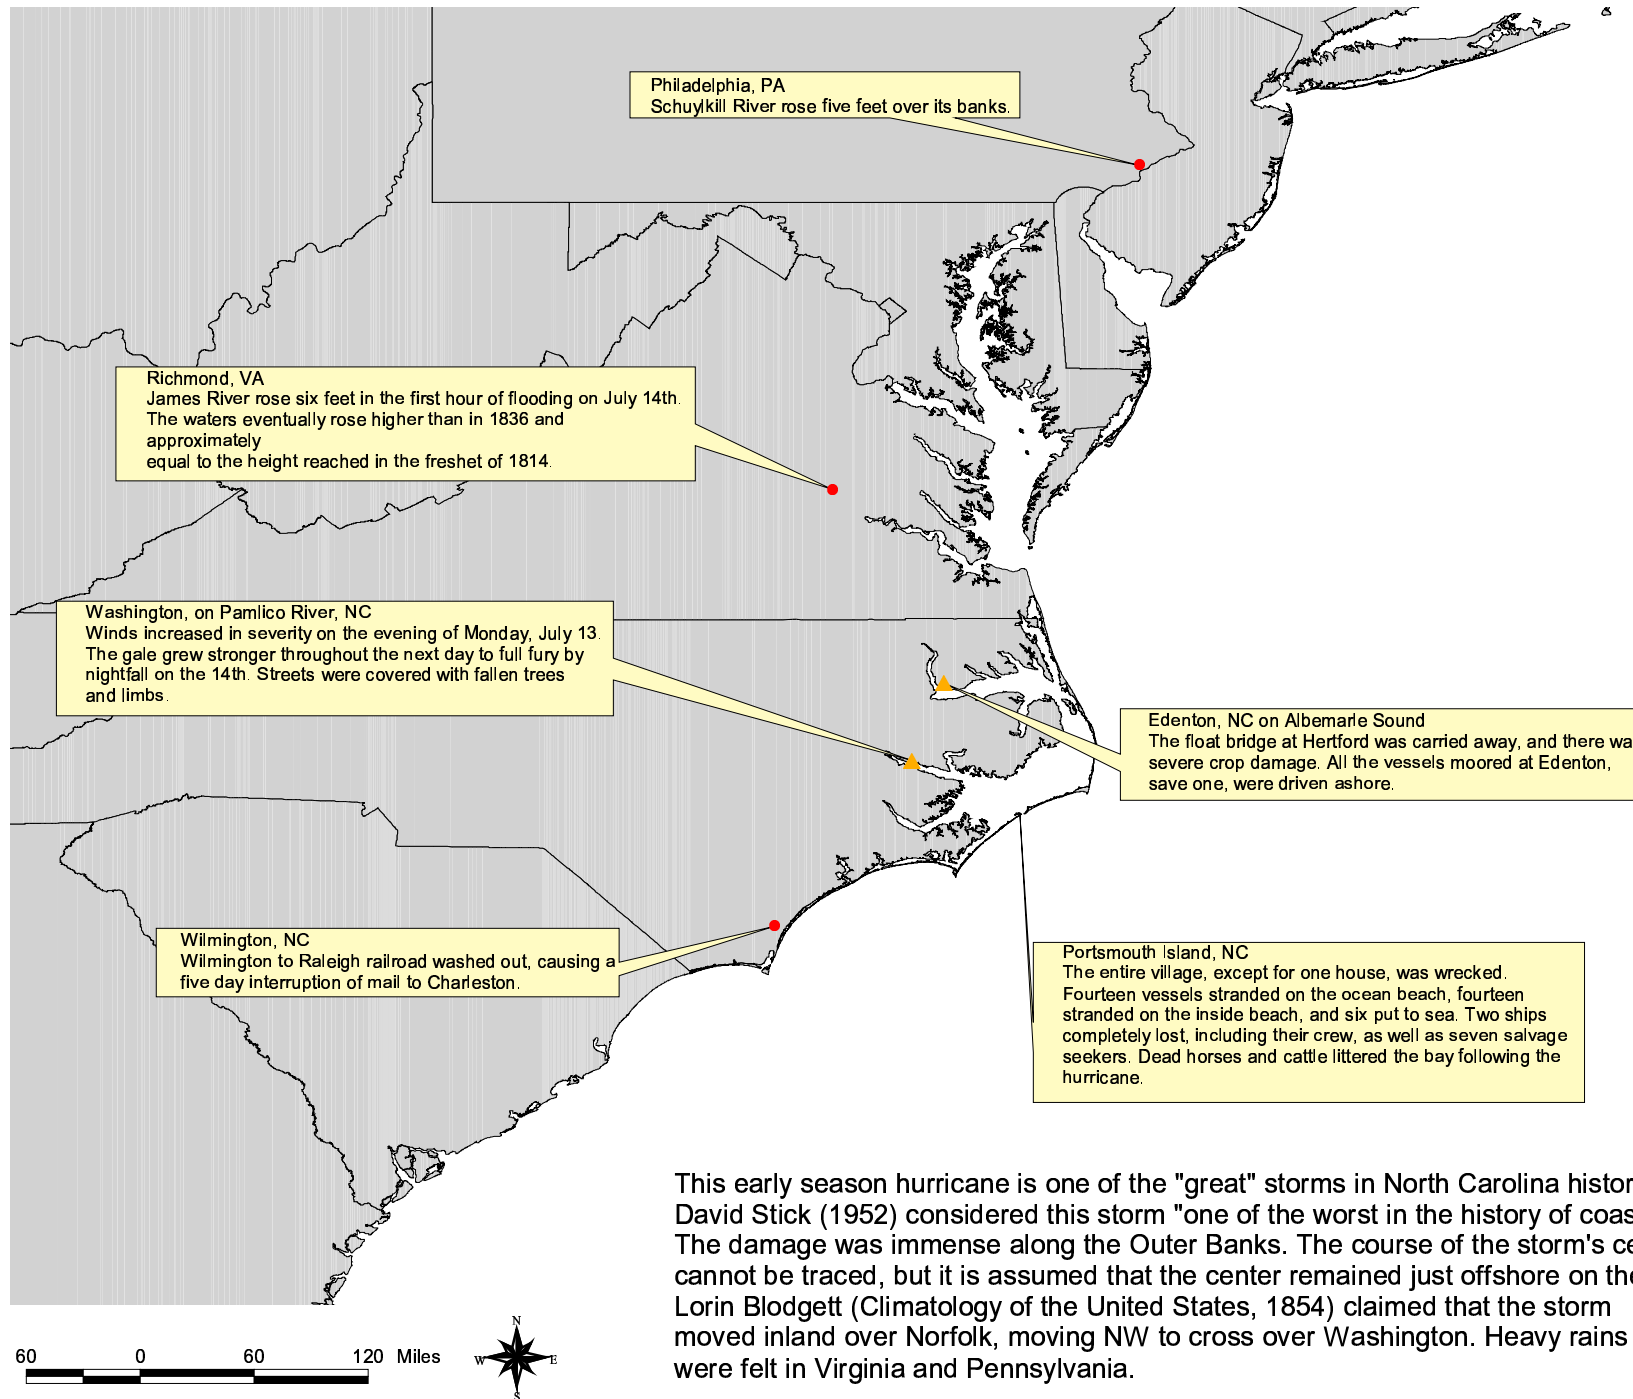 Philadelphia, PA
Schuylkill River rose five feet over its banks.
Richmond, VA
James River rose six feet in the first hour of flooding on July 14th.
The waters eventually rose higher than in 1836 and
approximately
equal to the height reached in the freshet of 1814.
Washington, on Pamlico River, NC
Winds increased in severity on the evening of Monday, July 13.
The gale grew stronger throughout the next day to full fury by
nightfall on the 14th. Streets were covered with fallen trees
and limbs.
Edenton, NC on Albemarle Sound
The float bridge at Hertford was carried away, and there
severe crop damage. All the vessels moored at Edenton,
save one, were driven ashore.
Wilmington, NC
Wilmington to Raleigh railroad washed out, causing a
five day interruption of mail to Charleston.
Portsmouth Island, NC
The entire village, except for one house, was wrecked.
Fourteen vessels stranded on the ocean beach, fourteen
stranded on the inside beach, and six put to sea. Two ships
completely lost, including their crew, as well as seven salvage
seekers. Dead horses and cattle littered the bay following the
hurricane.
This early season hurricane is one of the "great" storms in North Carolina
David Stick (1952) considered this storm "one of the worst in the history of
The damage was immense along the Outer Banks. The course of the storm's
cannot be traced, but it is assumed that the center remained just offshore on
Lorin Blodgett (Climatology of the United States, 1854) claimed that the storm
moved inland over Norfolk, moving NW to cross over Washington. Heavy rains
were felt in Virginia and Pennsylvania.
60 0 60 120 Miles
N
W E
S